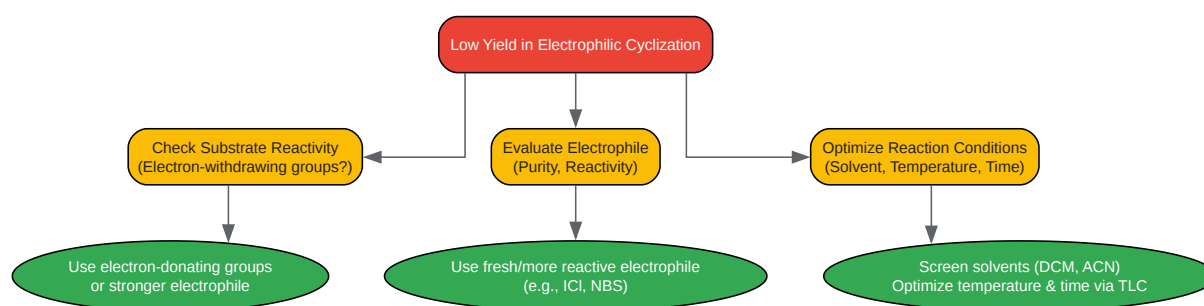 Low Yield in Electrophilic Cyclization
Check Substrate Reactivity
(Electron-withdrawing groups?)
Evaluate Electrophile
(Purity, Reactivity)
Optimize Reaction Conditions
(Solvent, Temperature, Time)
Use electron-donating groups
or stronger electrophile
Use fresh/more reactive electrophile
(e.g., ICl, NBS)
Screen solvents (DCM, ACN)
Optimize temperature & time via TLC